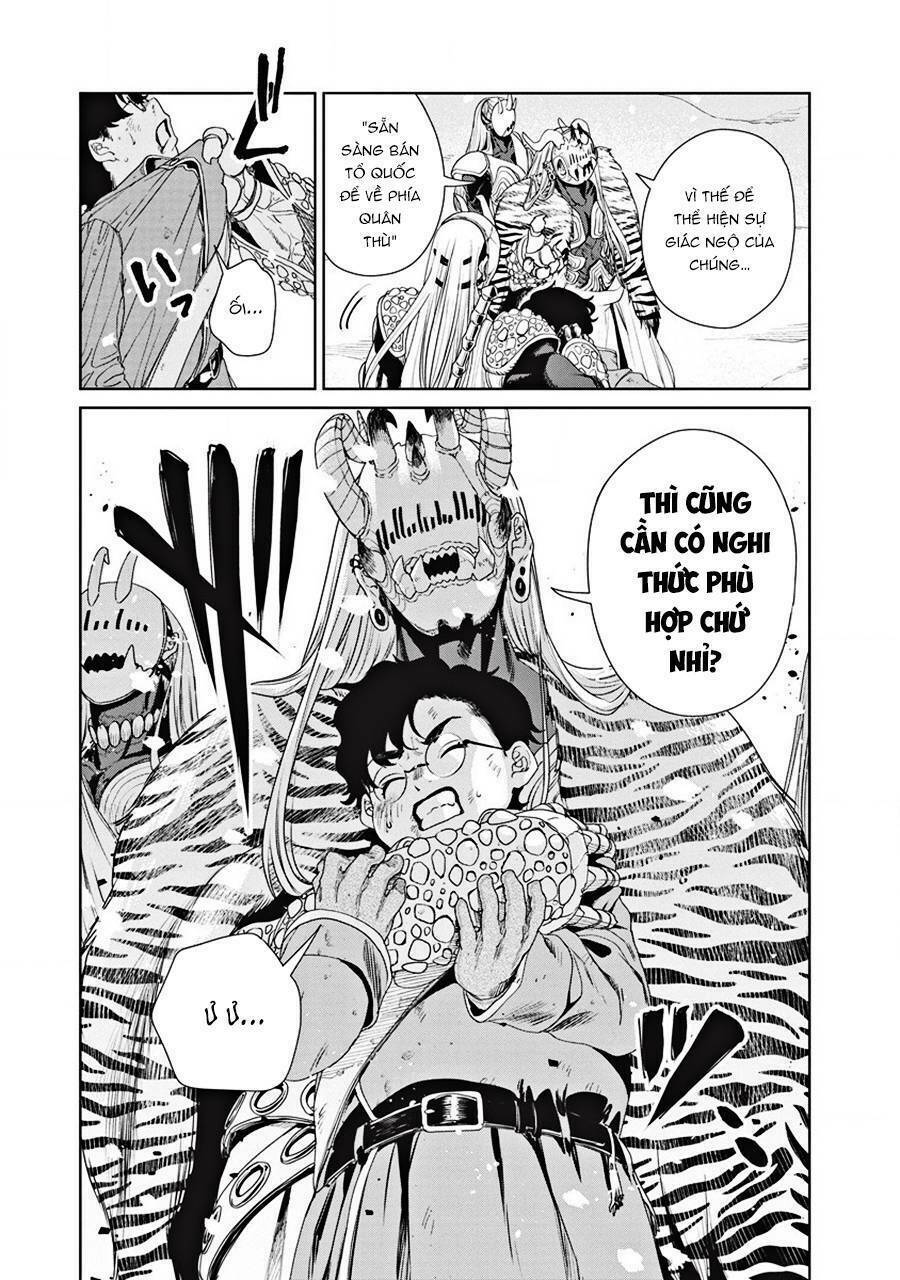 VÌ THẾ ĐỂ
THỂ HIỆN SỰ
GIÁC NGỘ CỦA
CHÚNG...
"SẴN
SÀNG BÁN
TỔ QUỐC
ĐỂ VỀ PHÍA
QUÂN
THÙ"
ỐI...
THÌ CŨNG
CẦN CÓ NGHI
THỨC PHÙ
HỢP CHỨ
NHỈ?
Ư Ư...